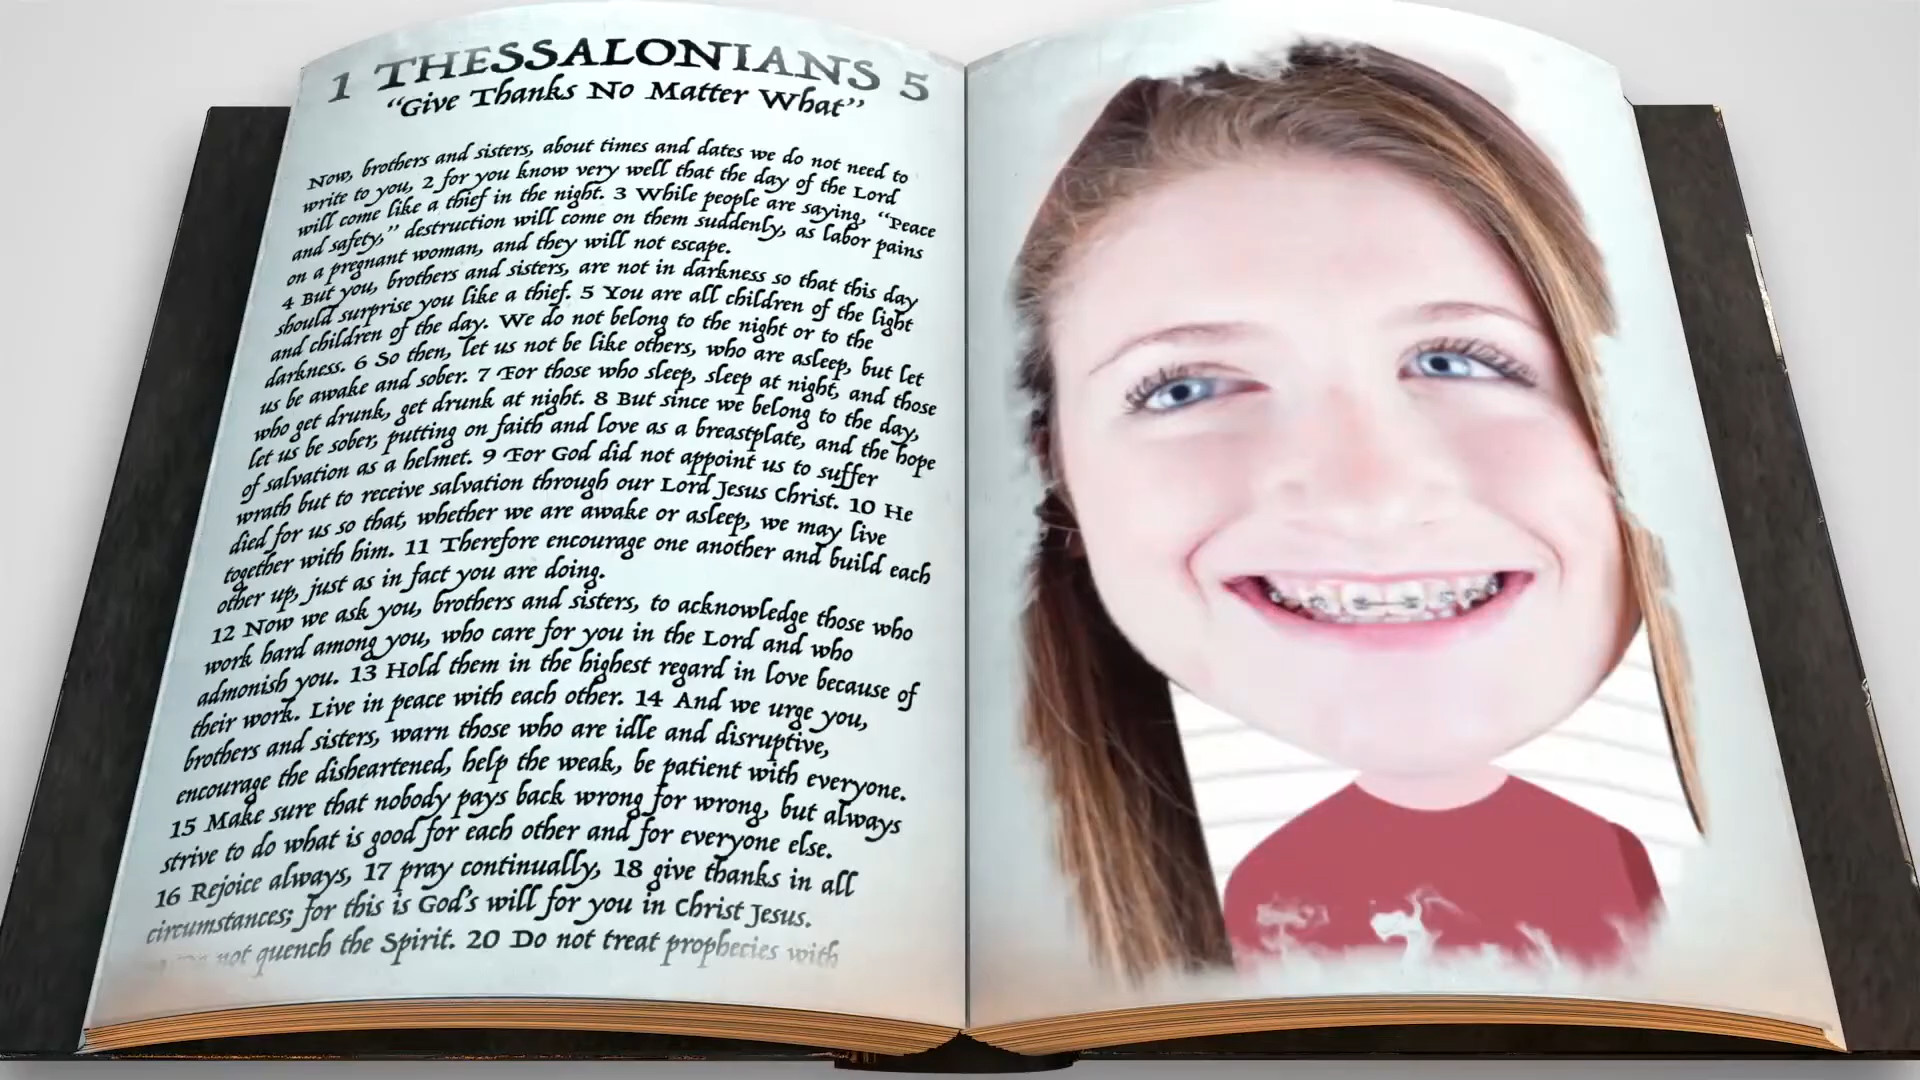 1 THESSALONIANS 5
“Give Thanks No Matter What”
Now, brothers and sisters, about times and dates we do not need to
write to you, 2 for you know very well that the day of the Lord
will come like a thief in the night. 3 While people are saying, “Peace
and safety,” destruction will come on them suddenly, as labor pains
on a pregnant woman, and they will not escape.
4 But you, brothers and sisters, are not in darkness so that this day
should surprise you like a thief. 5 You are all children of the light
and children of the day. We do not belong to the night or to the
darkness. 6 So then, let us not be like others, who are asleep, but let
us be awake and sober. 7 For those who sleep, sleep at night, and those
who get drunk, get drunk at night. 8 But since we belong to the day,
let us be sober, putting on faith and love as a breastplate, and the hope
of salvation as a helmet. 9 For God did not appoint us to suffer
wrath but to receive salvation through our Lord Jesus Christ. 10 He
died for us so that, whether we are awake or asleep, we may live
together with him. 11 Therefore encourage one another and build each
other up, just as in fact you are doing.
12 Now we ask you, brothers and sisters, to acknowledge those who
work hard among you, who care for you in the Lord and who
admonish you. 13 Hold them in the highest regard in love because of
their work. Live in peace with each other. 14 And we urge you,
brothers and sisters, warn those who are idle and disruptive,
encourage the disheartened, help the weak, be patient with everyone.
15 Make sure that nobody pays back wrong for wrong, but always
strive to do what is good for each other and for everyone else.
16 Rejoice always, 17 pray continually, 18 give thanks in all
circumstances; for this is God's will for you in Christ Jesus.
not quench the Spirit. 20 Do not treat prophecies with